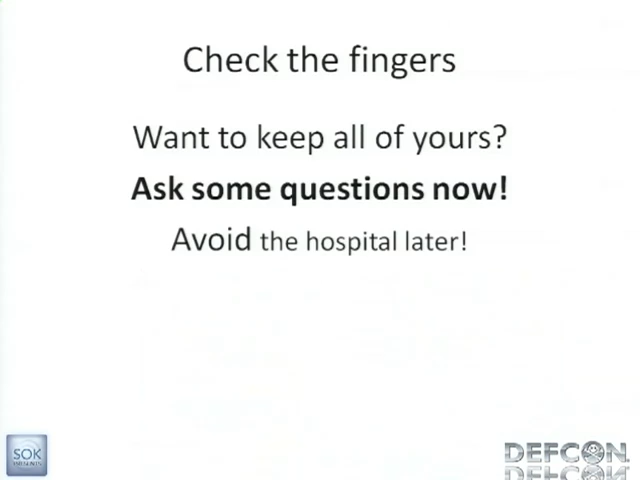 Check the fingers
Want to keep all of yours?
Ask some questions now!
Avoid the hospital later!
SOK
PRESENTS
DEFCON